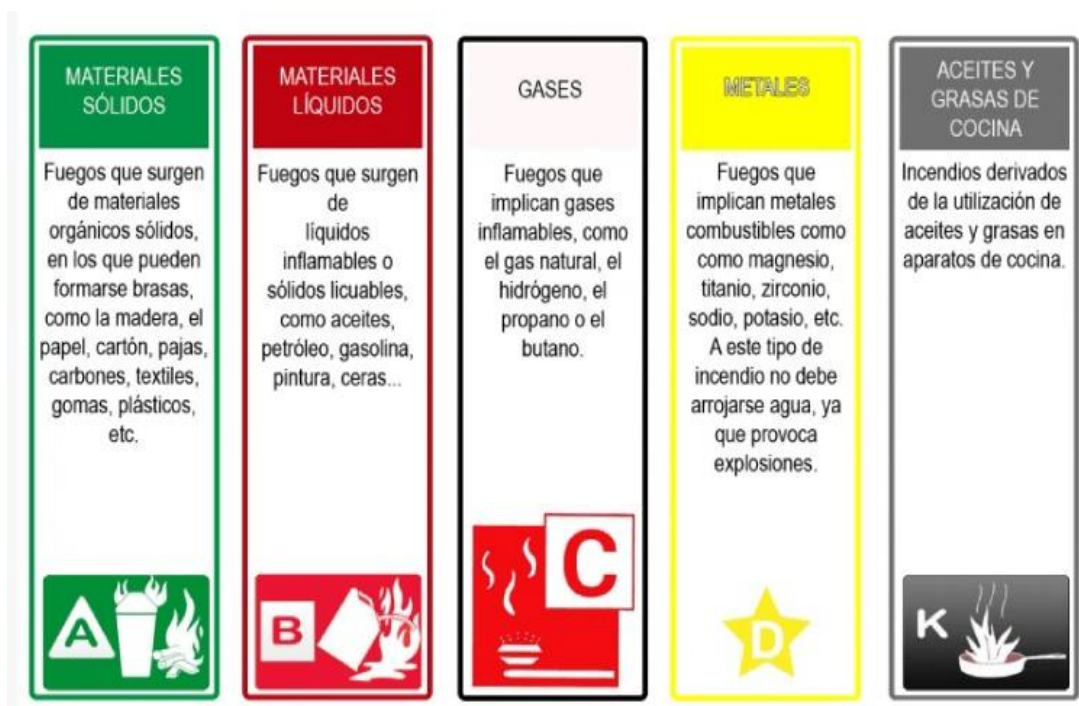 MATERIALES
SÓLIDOS
Fuegos que surgen
de materiales
orgánicos sólidos,
en los que pueden
formarse brasas,
como la madera, el
papel, cartón, pajas,
carbones, textiles,
gomas, plásticos,
etc.
A
MATERIALES
LÍQUIDOS
Fuegos que surgen
de
líquidos
inflamables o
sólidos licuables,
como aceites,
petróleo, gasolina,
pintura, ceras...
B
GASES
Fuegos que
implican gases
inflamables, como
el gas natural, el
hidrógeno, el
propano o el
butano.
C
METALES
Fuegos que
implican metales
combustibles como
como magnesio,
titanio, zirconio,
sodio, potasio, etc.
A este tipo de
incendio no debe
arrojarse agua, ya
que provoca
explosiones.
D
ACEITES Y
GRASAS DE
COCINA
Incendios derivados
de la utilización de
aceites y grasas en
aparatos de cocina.
K